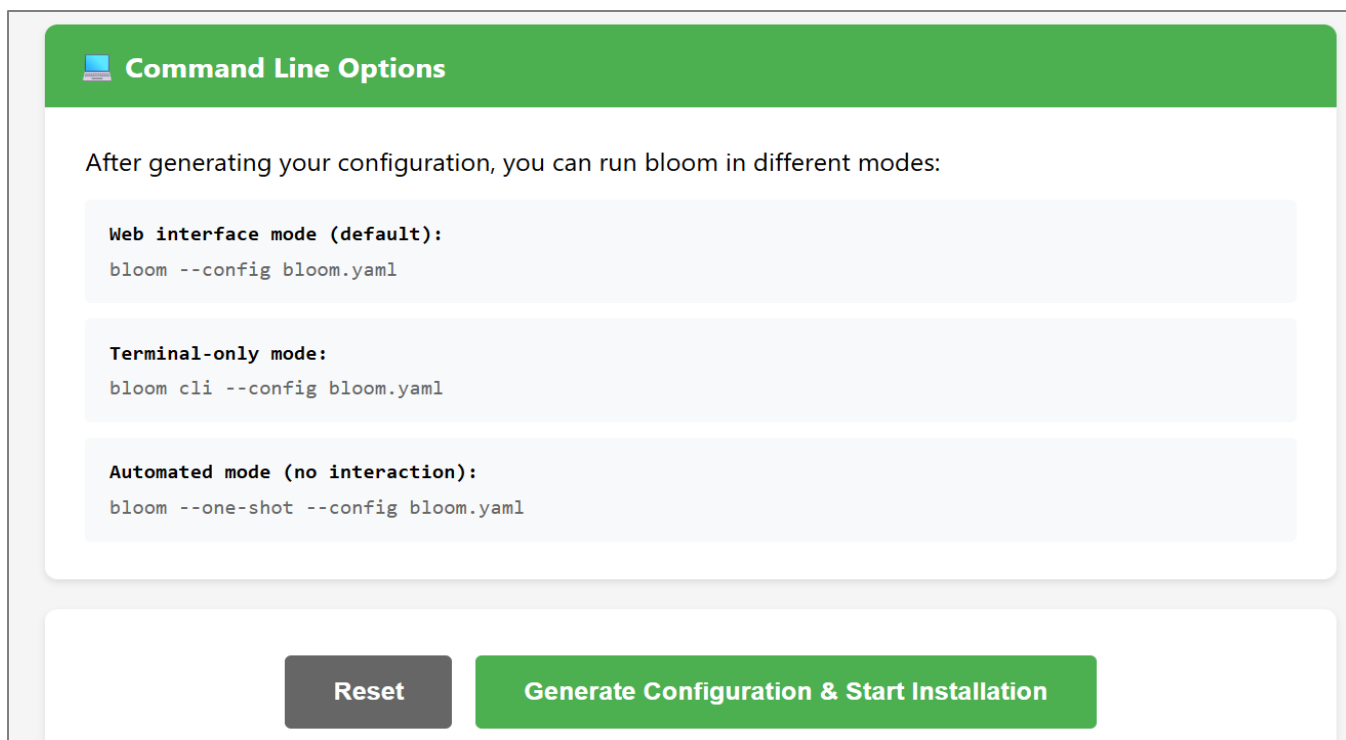 Command Line Options
After generating your configuration, you can run bloom in different modes:
Web interface mode (default):
bloom --config bloom.yaml
Terminal-only mode:
bloom cli --config bloom.yaml
Automated mode (no interaction):
bloom --one-shot --config bloom.yaml
Reset
Generate Configuration & Start Installation